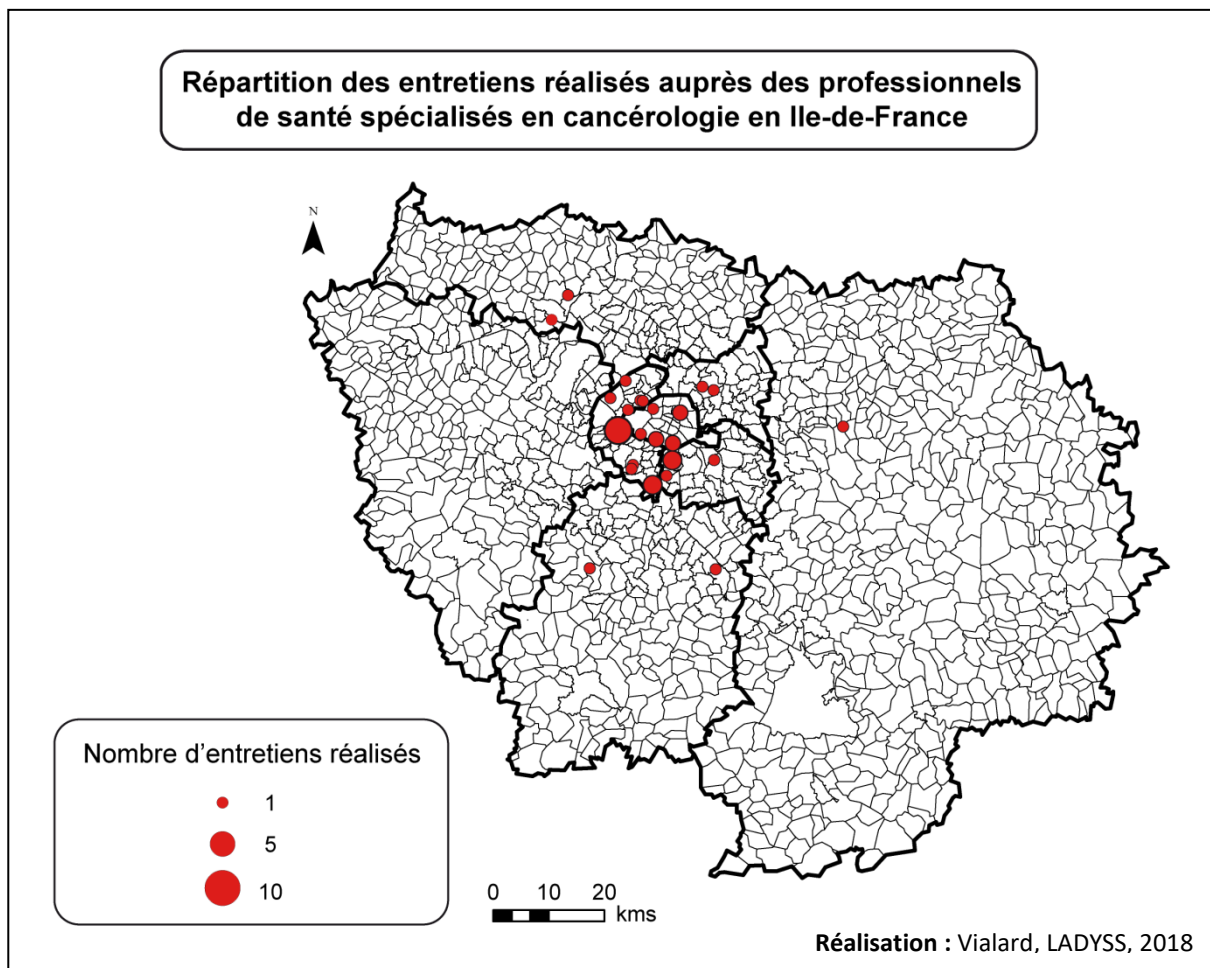 Répartition des entretiens réalisés auprès des professionnels
de santé spécialisés en cancérologie en Ile-de-France
N
Nombre d'entretiens réalisés
1
5
10
0 10 20
kms
Réalisation : Vialard, LADYSS, 2018